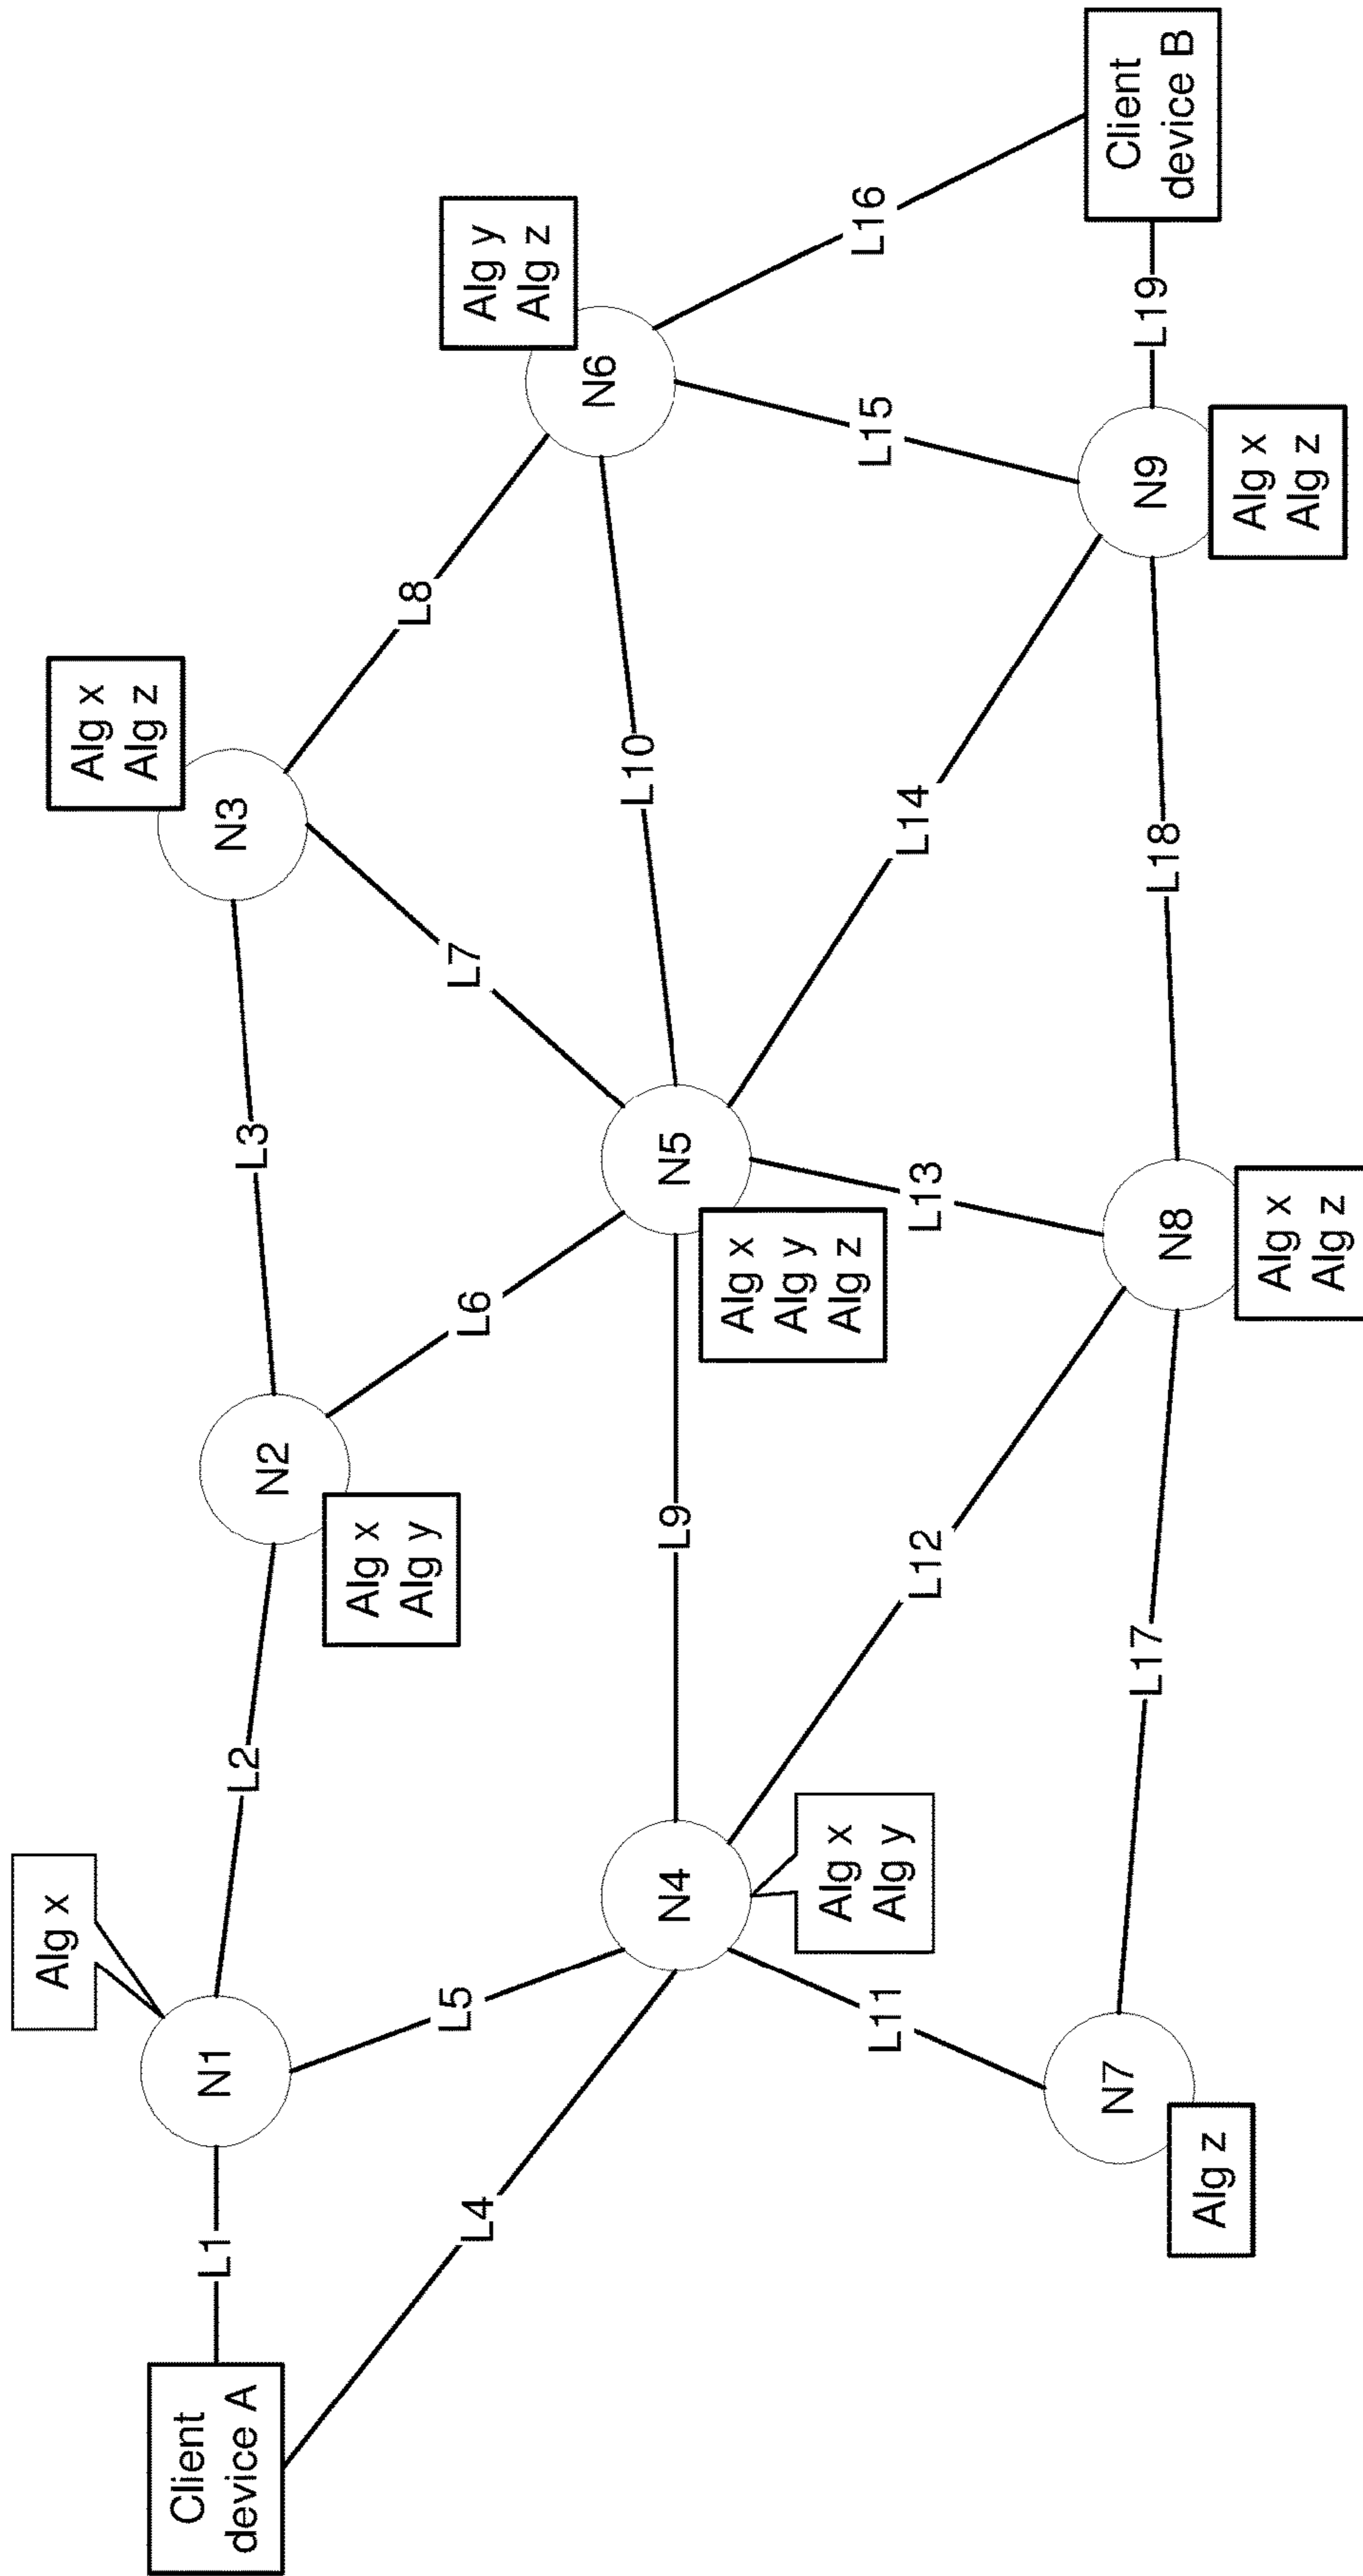 Alg x
N1
L1
Client
device A
L2
L5
L4
N2
Alg x
Alg y
L3
L6
Alg x
Alg z
N3
L7
L8
Alg y
Alg z
N6
L10
L16
L15
N5
Alg x
Alg y
Alg z
L9
N4
Alg x
Alg y
L11
L12
L13
L14
N7
Alg z
L17
N8
Alg x
Alg z
L18
N9
Alg x
Alg z
L19
Client
device B